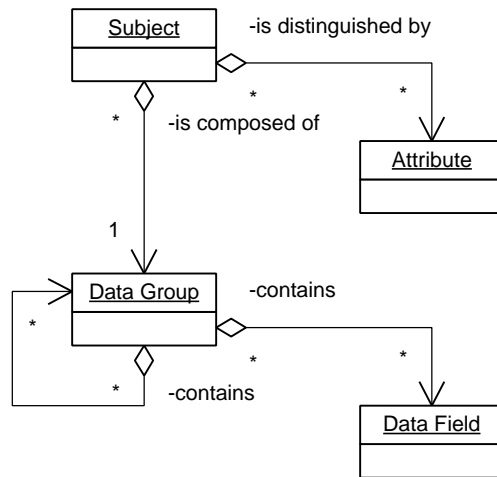 Subject
-is distinguished by
*
*
*
-is composed of
Attribute
1
Data Group
-contains
*
*
*
*
-contains
Data Field